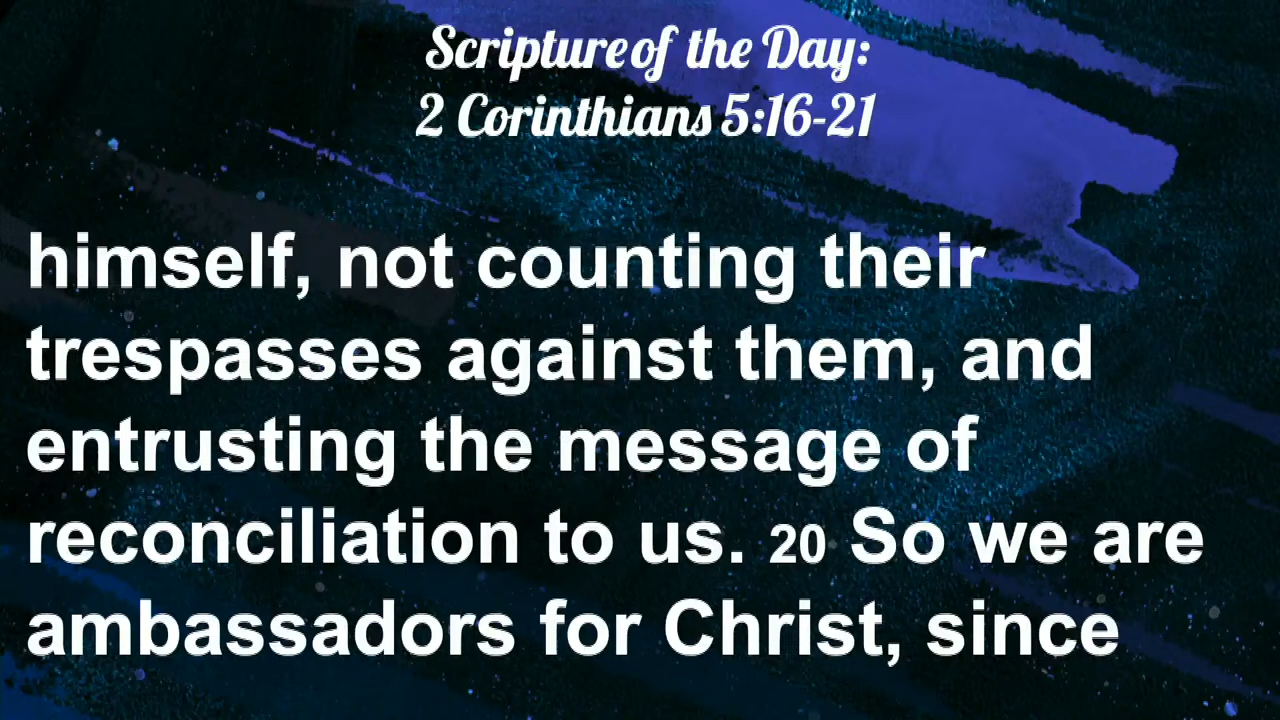 Scripture of the Day:
2 Corinthians 5:16-21
himself, not counting their
trespasses against them, and
entrusting the message of
reconciliation to us. 20 So we are
ambassadors for Christ, since